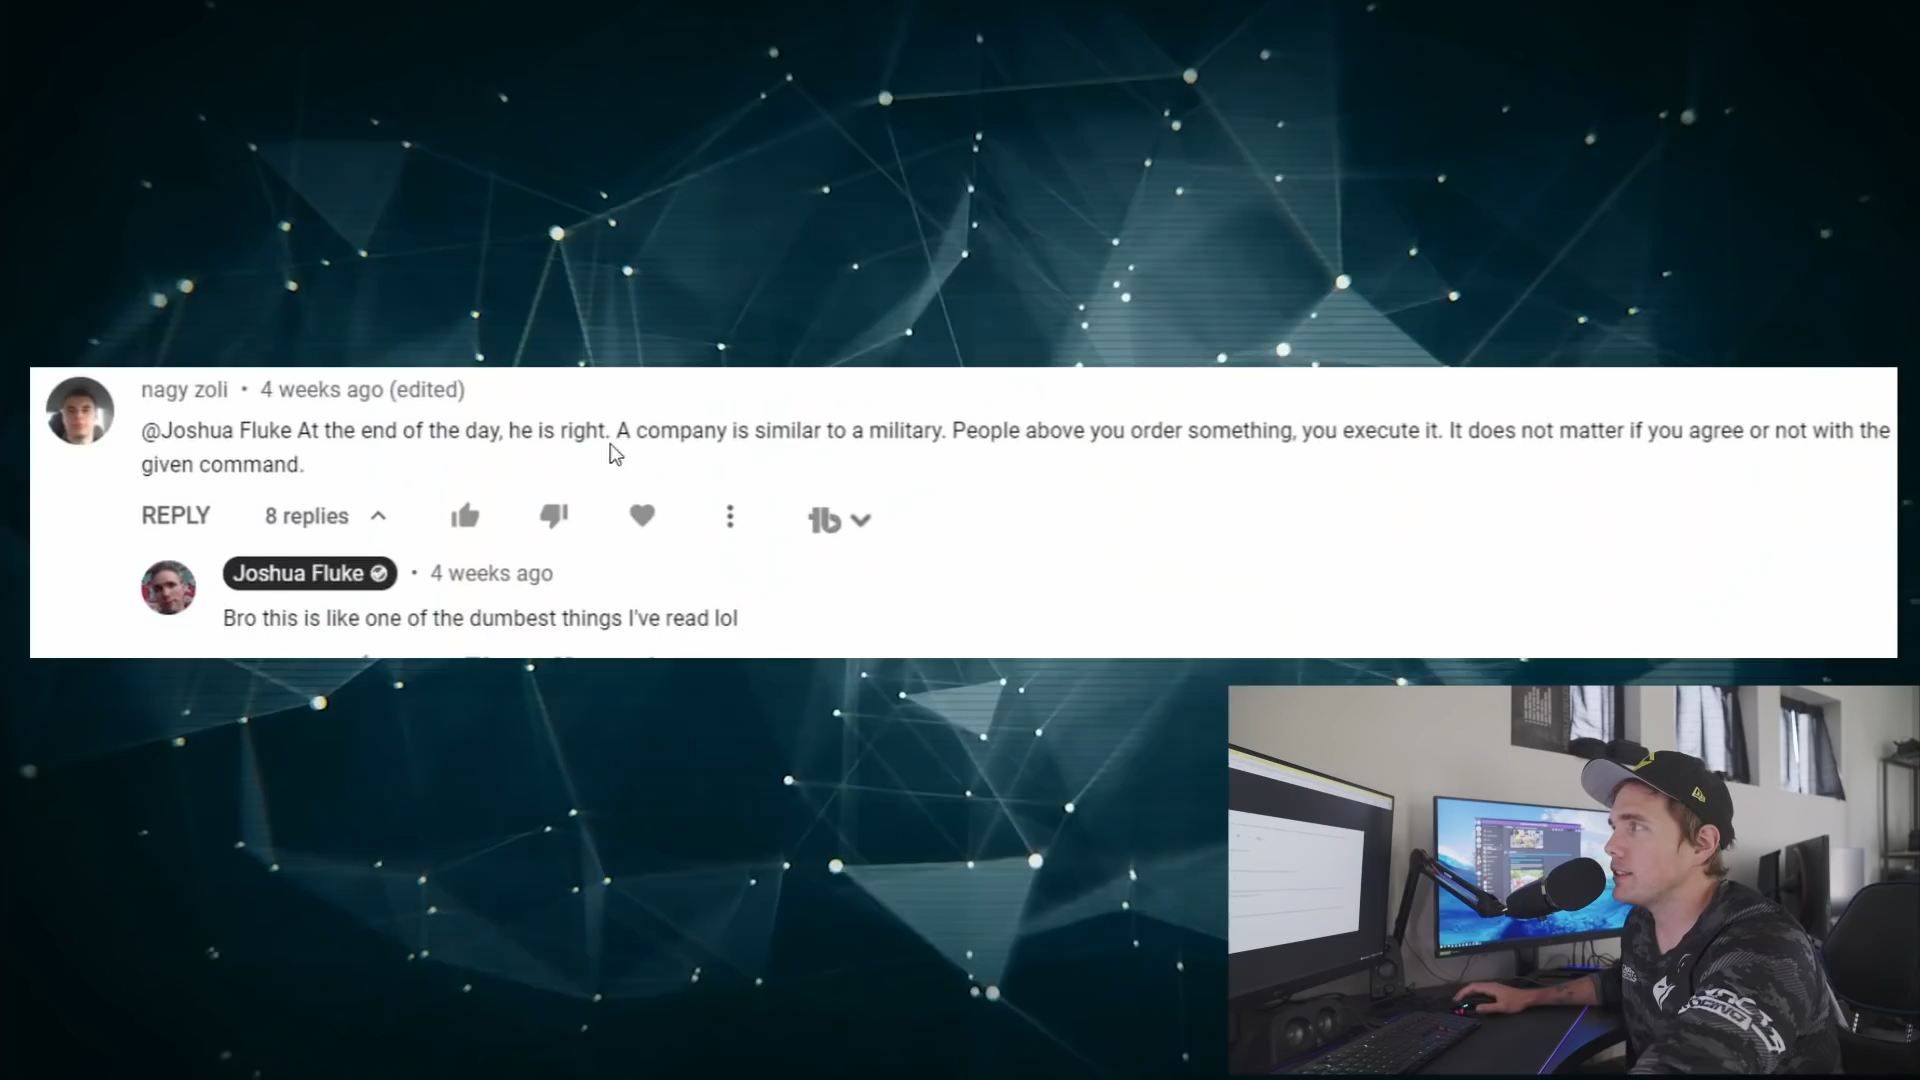 nagy zoli • 4 weeks ago (edited)
@Joshua Fluke At the end of the day, he is right. A company is similar to a military. People above you order something, you execute it. It does not matter if you agree or not with the
given command.
REPLY 8 replies
Joshua Fluke • 4 weeks ago
Bro this is like one of the dumbest things I've read lol